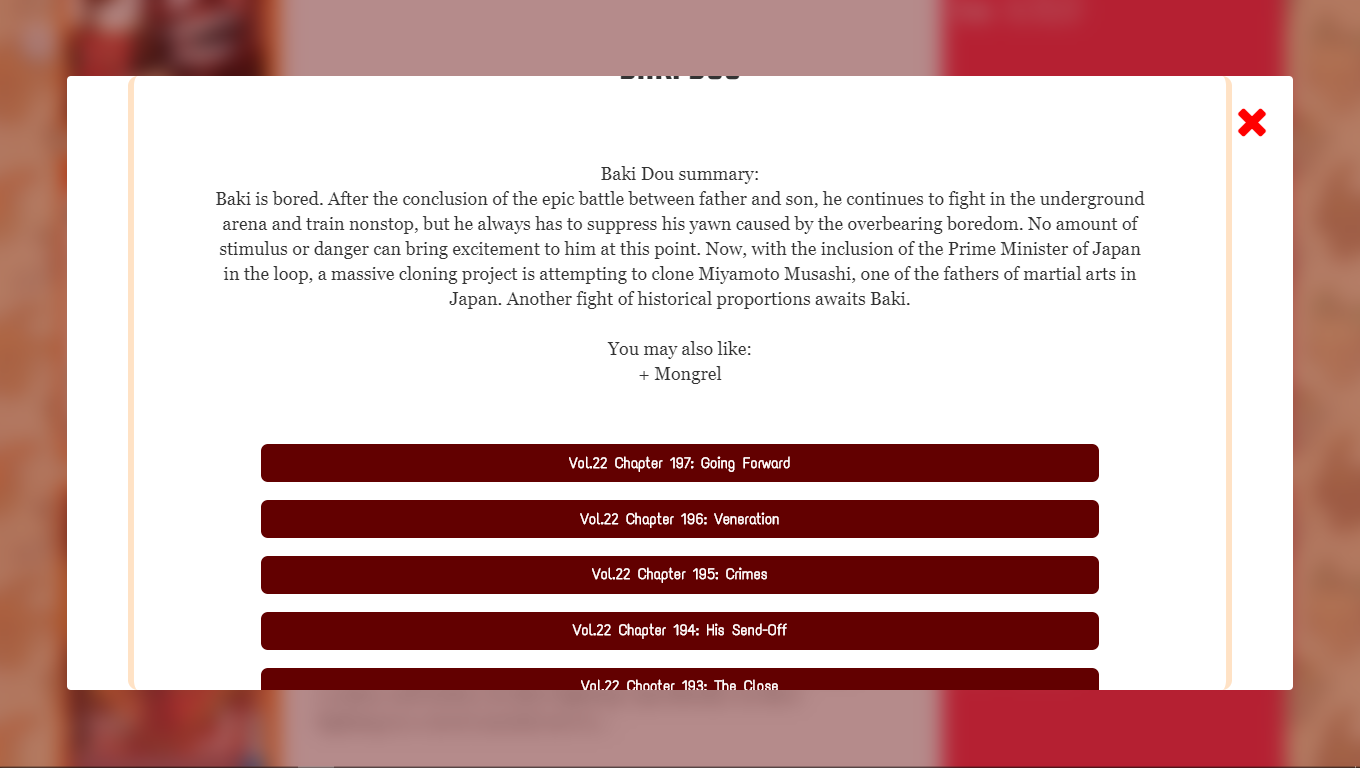 BAKI DOU
Baki Dou summary:
Baki is bored. After the conclusion of the epic battle between father and son, he continues to fight in the underground
arena and train nonstop, but he always has to suppress his yawn caused by the overbearing boredom. No amount of
stimulus or danger can bring excitement to him at this point. Now, with the inclusion of the Prime Minister of Japan
in the loop, a massive cloning project is attempting to clone Miyamoto Musashi, one of the fathers of martial arts in
Japan. Another fight of historical proportions awaits Baki.
You may also like:
+ Mongrel
Vol.22 Chapter 197: Going Forward
Vol.22 Chapter 196: Veneration
Vol.22 Chapter 195: Crimes
Vol.22 Chapter 194: His Send-Off
Vol.22 Chapter 193: The Close